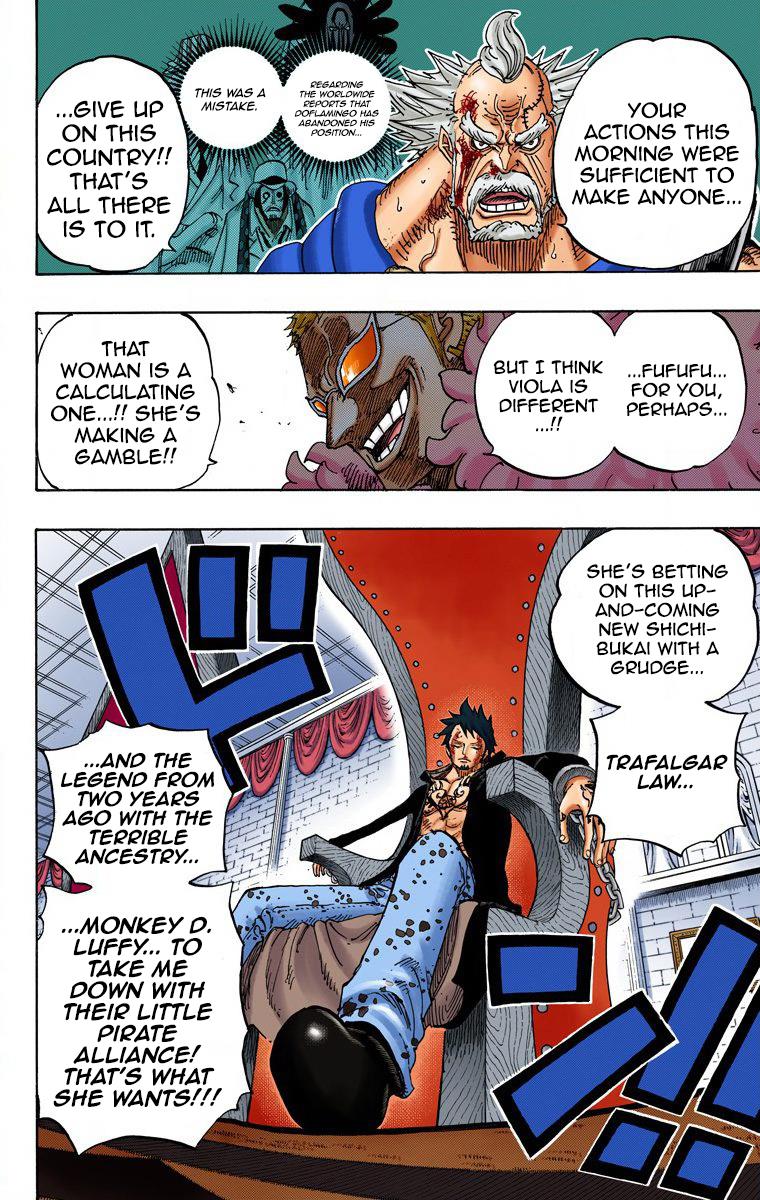 YOUR
ACTIONS THIS
MORNING WERE
SUFFICIENT TO
MAKE ANYONE...
REGARDING
THE WORLDWIDE
REPORTS THAT
DOFLAMINGO HAS
ABANDONED HIS
POSITION...
THIS WAS A
MISTAKE.
...GIVE UP
ON THIS
COUNTRY!!
THAT'S
ALL THERE
IS TO IT.
...FUFUFU...
FOR YOU,
PERHAPS...
BUT I THINK
VIOLA IS
DIFFERENT
...!!
THAT
WOMAN IS A
CALCULATING
ONE...!! SHE'S
MAKING A
GAMBLE!!
SHE'S BETTING
ON THIS UP-
AND-COMING
NEW SHICHI-
BUKAI WITH A
GRUDGE...
TRAFALGAR
LAW...
ドドン
...AND THE
LEGEND FROM
TWO YEARS
AGO WITH THE
TERRIBLE
ANCESTRY...
...MONKEY D.
LUFFY... TO
TAKE ME
DOWN WITH
THEIR LITTLE
PIRATE
ALLIANCE!
THAT'S WHAT
SHE WANTS!!!